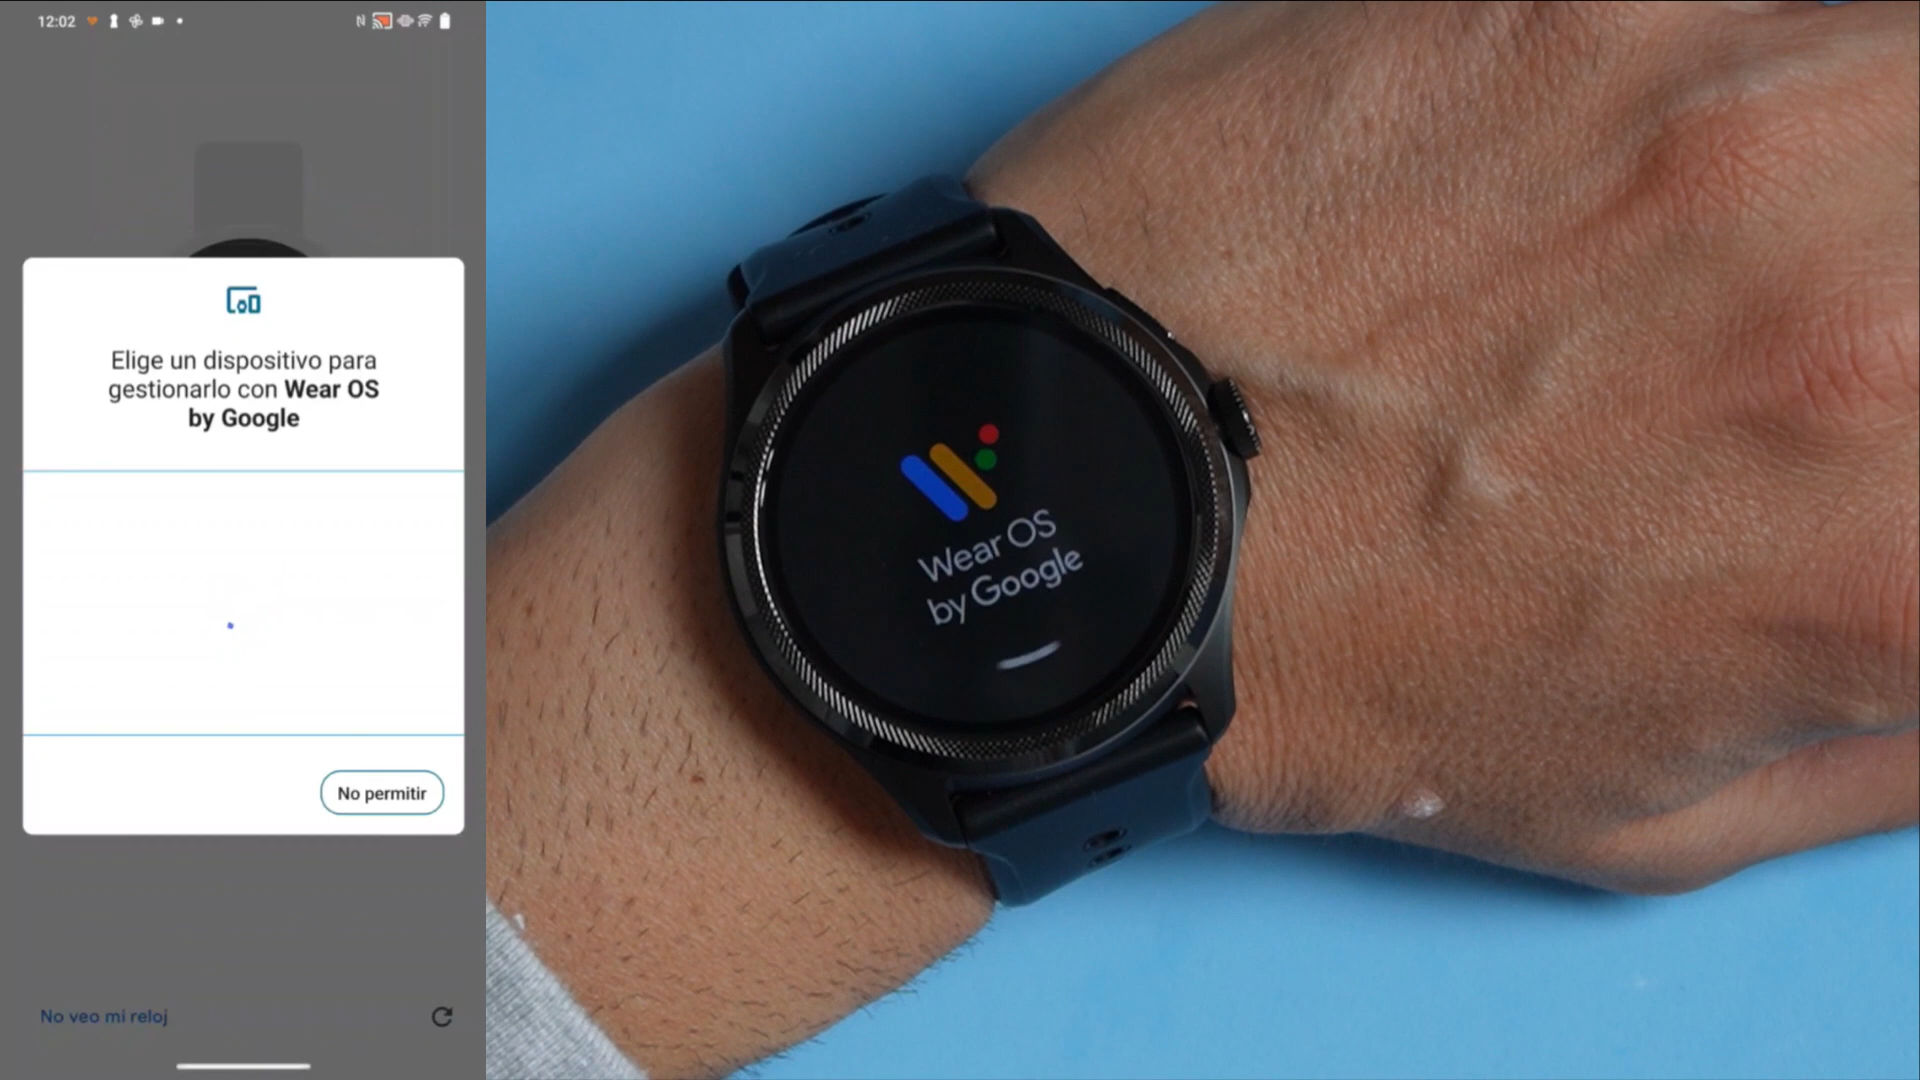 12:02
Elige un dispositivo para
gestionarlo con Wear OS
by Google
No permitir
No veo mi reloj
Wear OS
by Google